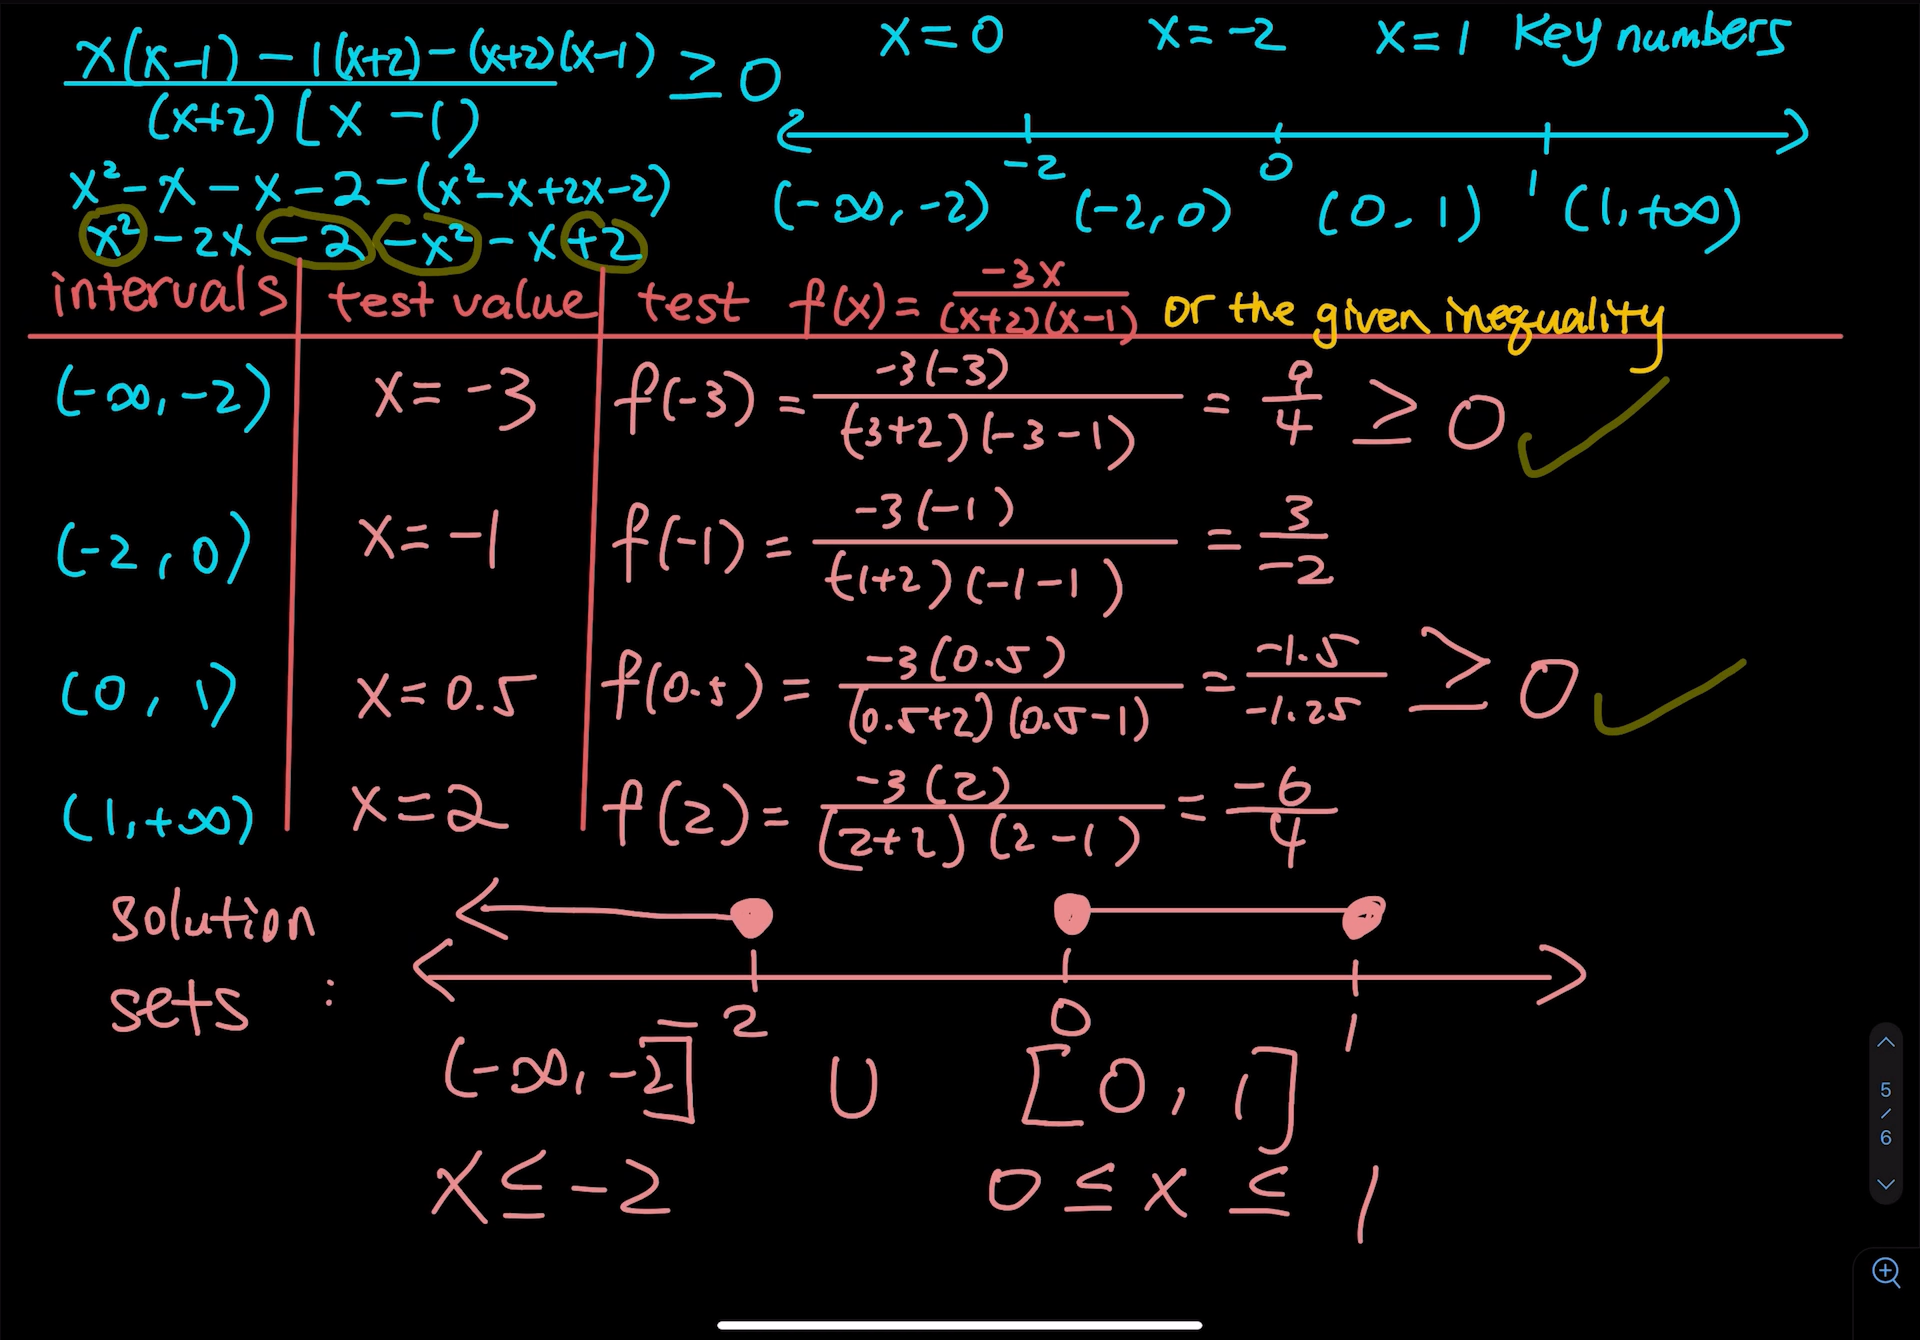 x(x-1) - 1(x+2) - (x+2)(x-1) ≥ 0
(x+2)(x-1)
x² - x - x - 2 - (x² - x + 2x - 2)
x² - 2x - 2 - x² - x + 2
x = 0 x = -2 x = 1 Key numbers
-2 0 1
(-∞, -2) (-2, 0) (0, 1) (1, +∞)
intervals test value test f(x) = -3x / (x+2)(x-1) or the given inequality
(-∞, -2) x = -3 f(-3) = -3(-3) / (-3+2)(-3-1) = 9/4 ≥ 0 ✓
(-2, 0) x = -1 f(-1) = -3(-1) / (-1+2)(-1-1) = 3/-2
(0, 1) x = 0.5 f(0.5) = -3(0.5) / (0.5+2)(0.5-1) = -1.5/-1.25 ≥ 0 ✓
(1, +∞) x = 2 f(2) = -3(2) / (2+2)(2-1) = -6/4
solution
sets :
-2 0 1
(-∞, -2] ∪ [0, 1]
x ≤ -2 0 ≤ x ≤ 1
5
/
6